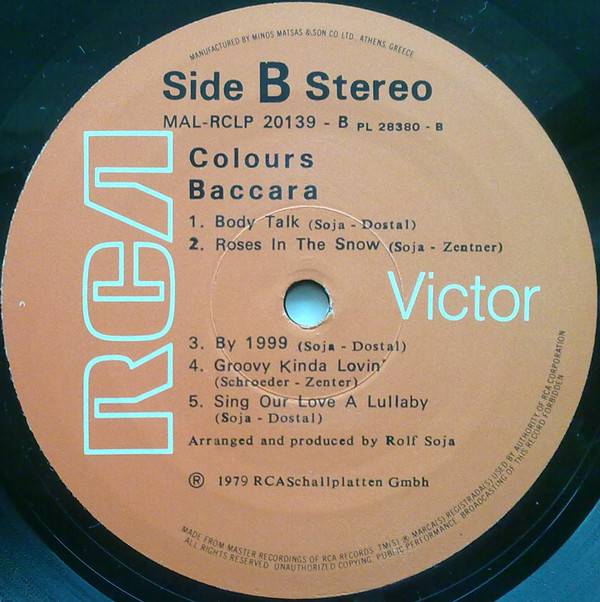 MANUFACTURED BY MINOS MATSAS & SON CO. LTD. ATHENS, GREECE
Side B Stereo
MAL-RCLP 20139 - B PL 28380 - B
Colours
Baccara
1. Body Talk (Soja - Dostal)
2. Roses In The Snow (Soja - Zentner)
RCA
Victor
3. By 1999 (Soja - Dostal)
4. Groovy Kinda Lovin'
(Schroeder - Zenter)
5. Sing Our Love A Lullaby
(Soja - Dostal)
Arranged and produced by Rolf Soja
Ⓡ 1979 RCA Schallplatten Gmbh
MADE FROM MASTER RECORDINGS OF RCA RECORDS. TM(S) ® MARCA(S) REGISTRADA(S) USED BY AUTHORITY OF RCA CORPORATION
ALL RIGHTS RESERVED. UNAUTHORIZED COPYING, PUBLIC PERFORMANCE, BROADCASTING OF THIS RECORD FORBIDDEN